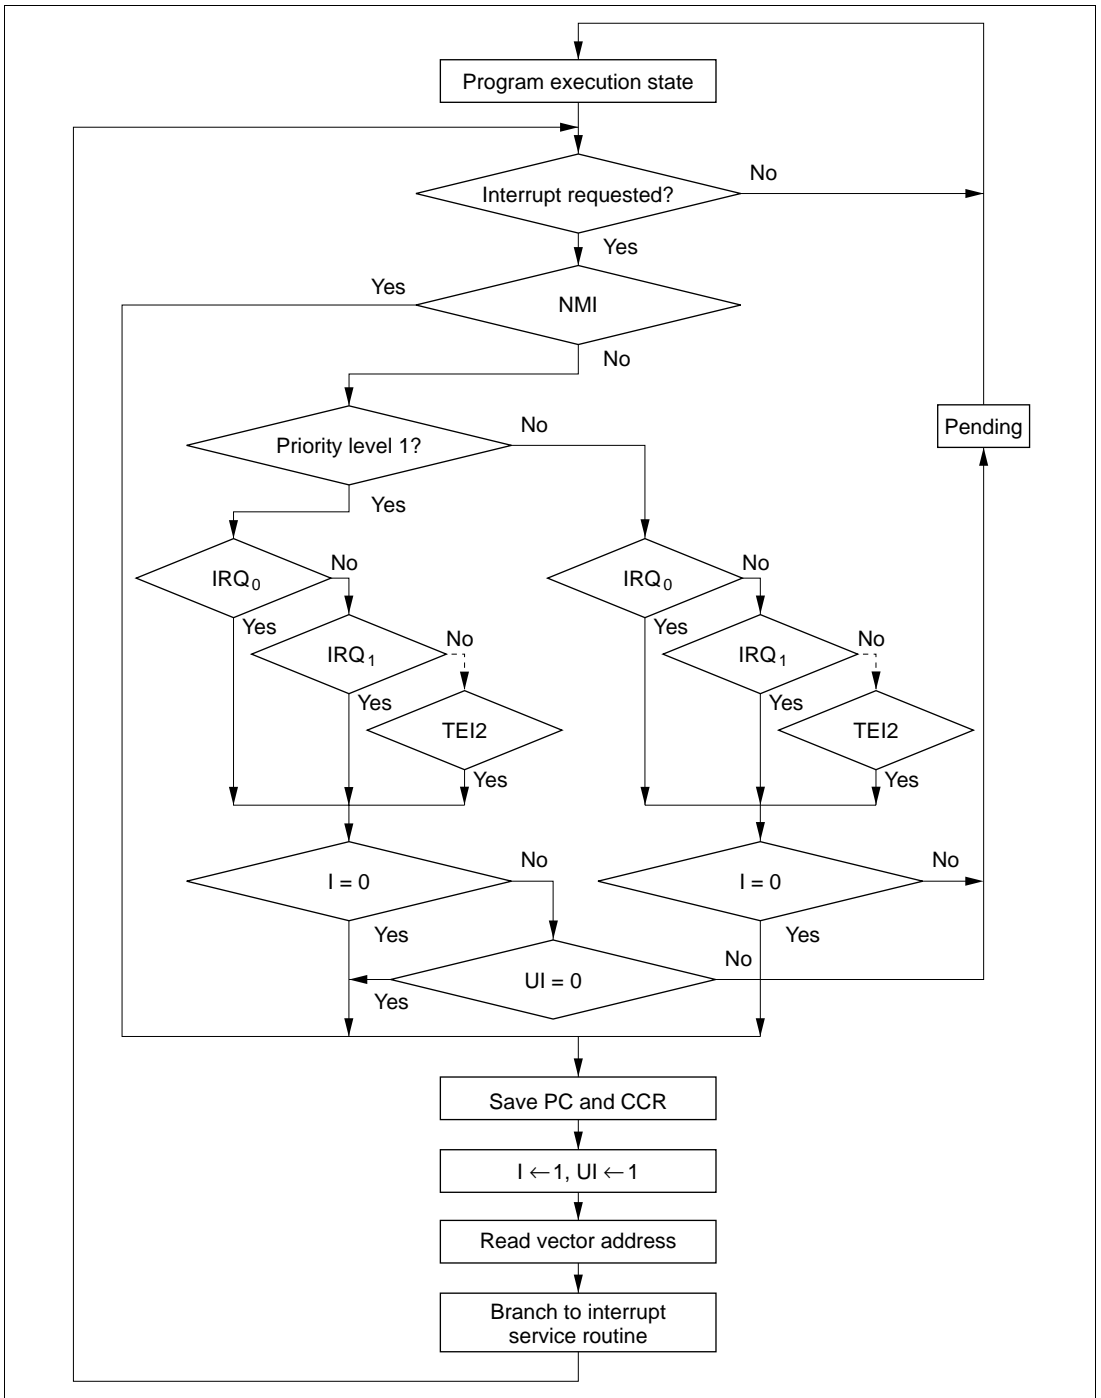 Program execution state
Interrupt requested?
No
Yes
Yes
NMI
No
Priority level 1?
No
Pending
Yes
IRQ0
No
IRQ0
No
Yes
IRQ1
No
Yes
IRQ1
No
Yes
TEI2
Yes
TEI2
Yes
Yes
I = 0
No
I = 0
No
Yes
Yes
UI = 0
No
Yes
Save PC and CCR
I ←1, UI ←1
Read vector address
Branch to interrupt
service routine